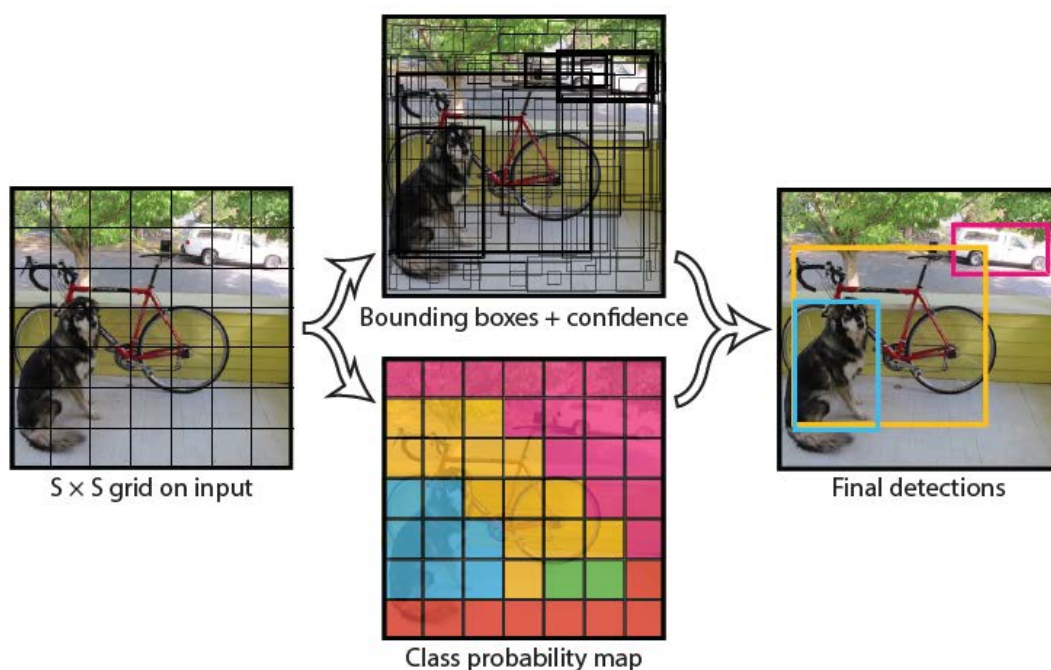 Bounding boxes + confidence
S × S grid on input
Final detections
Class probability map